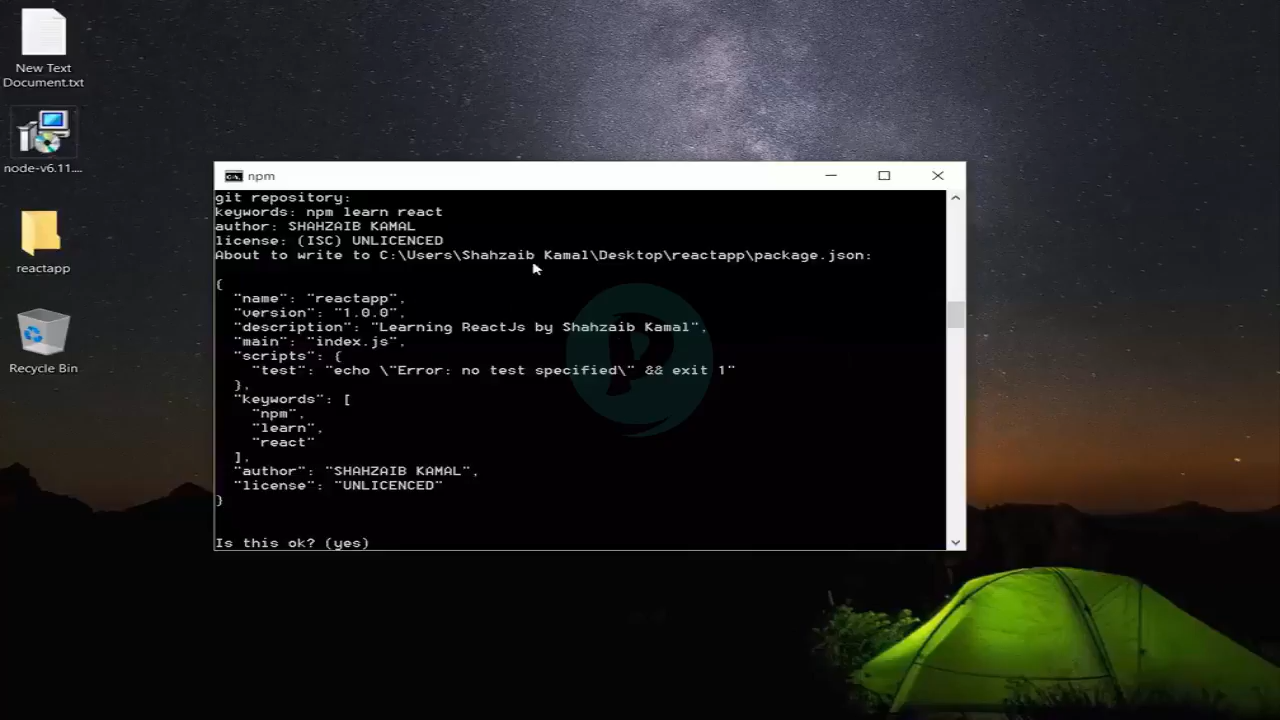 New Text
Document.txt
node-v6.11....
reactapp
Recycle Bin
npm
git repository:
keywords: npm learn react
author: SHAHZAIB KAMAL
license: (ISC) UNLICENCED
About to write to C:\Users\Shahzaib Kamal\Desktop\reactapp\package.json:
{
"name": "reactapp",
"version": "1.0.0",
"description": "Learning ReactJs by Shahzaib Kamal",
"main": "index.js",
"scripts": {
"test": "echo \"Error: no test specified\" && exit 1"
},
"keywords": [
"npm",
"learn",
"react"
],
"author": "SHAHZAIB KAMAL",
"license": "UNLICENCED"
}
Is this ok? (yes)